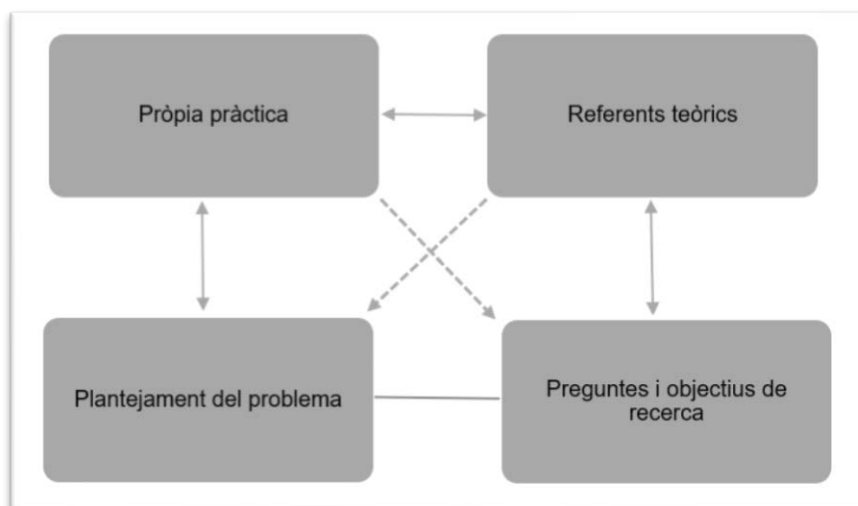 Pròpia pràctica
Referents teòrics
Plantejament del problema
Preguntes i objectius de
recerca